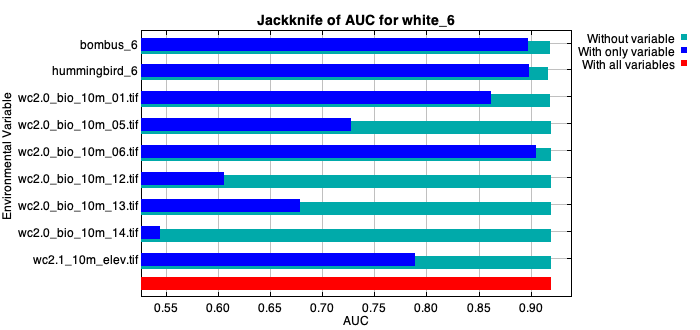 Jackknife of AUC for white_6
Without variable
With only variable
With all variables
Environmental Variable
bombus_6
hummingbird_6
wc2.0_bio_10m_01.tif
wc2.0_bio_10m_05.tif
wc2.0_bio_10m_06.tif
wc2.0_bio_10m_12.tif
wc2.0_bio_10m_13.tif
wc2.0_bio_10m_14.tif
wc2.1_10m_elev.tif
0.55 0.60 0.65 0.70 0.75 0.80 0.85 0.90
AUC